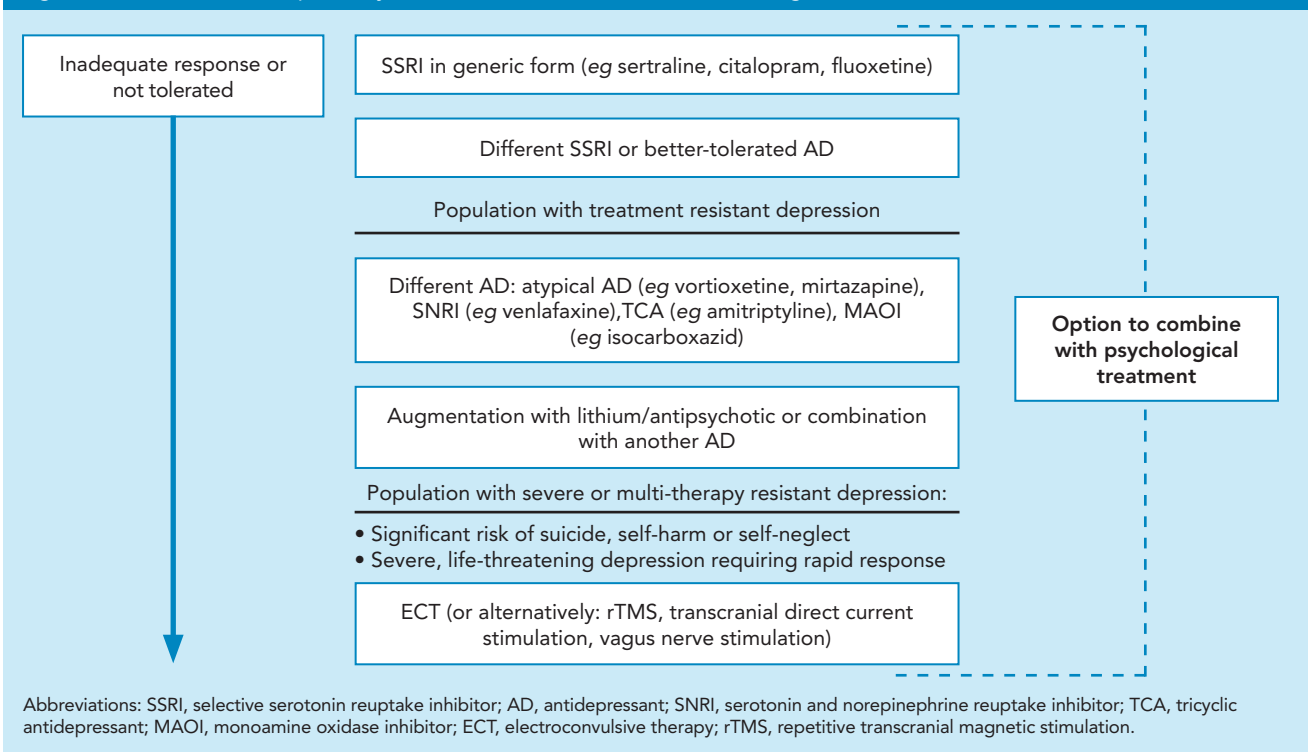 Inadequate response or
not tolerated
SSRI in generic form (eg sertraline, citalopram, fluoxetine)
Different SSRI or better-tolerated AD
Population with treatment resistant depression
Different AD: atypical AD (eg vortioxetine, mirtazapine),
SNRI (eg venlafaxine),TCA (eg amitriptyline), MAOI
(eg isocarboxazid)
Option to combine
with psychological
treatment
Augmentation with lithium/antipsychotic or combination
with another AD
Population with severe or multi-therapy resistant depression:
• Significant risk of suicide, self-harm or self-neglect
• Severe, life-threatening depression requiring rapid response
ECT (or alternatively: rTMS, transcranial direct current
stimulation, vagus nerve stimulation)
Abbreviations: SSRI, selective serotonin reuptake inhibitor; AD, antidepressant; SNRI, serotonin and norepinephrine reuptake inhibitor; TCA, tricyclic
antidepressant; MAOI, monoamine oxidase inhibitor; ECT, electroconvulsive therapy; rTMS, repetitive transcranial magnetic stimulation.